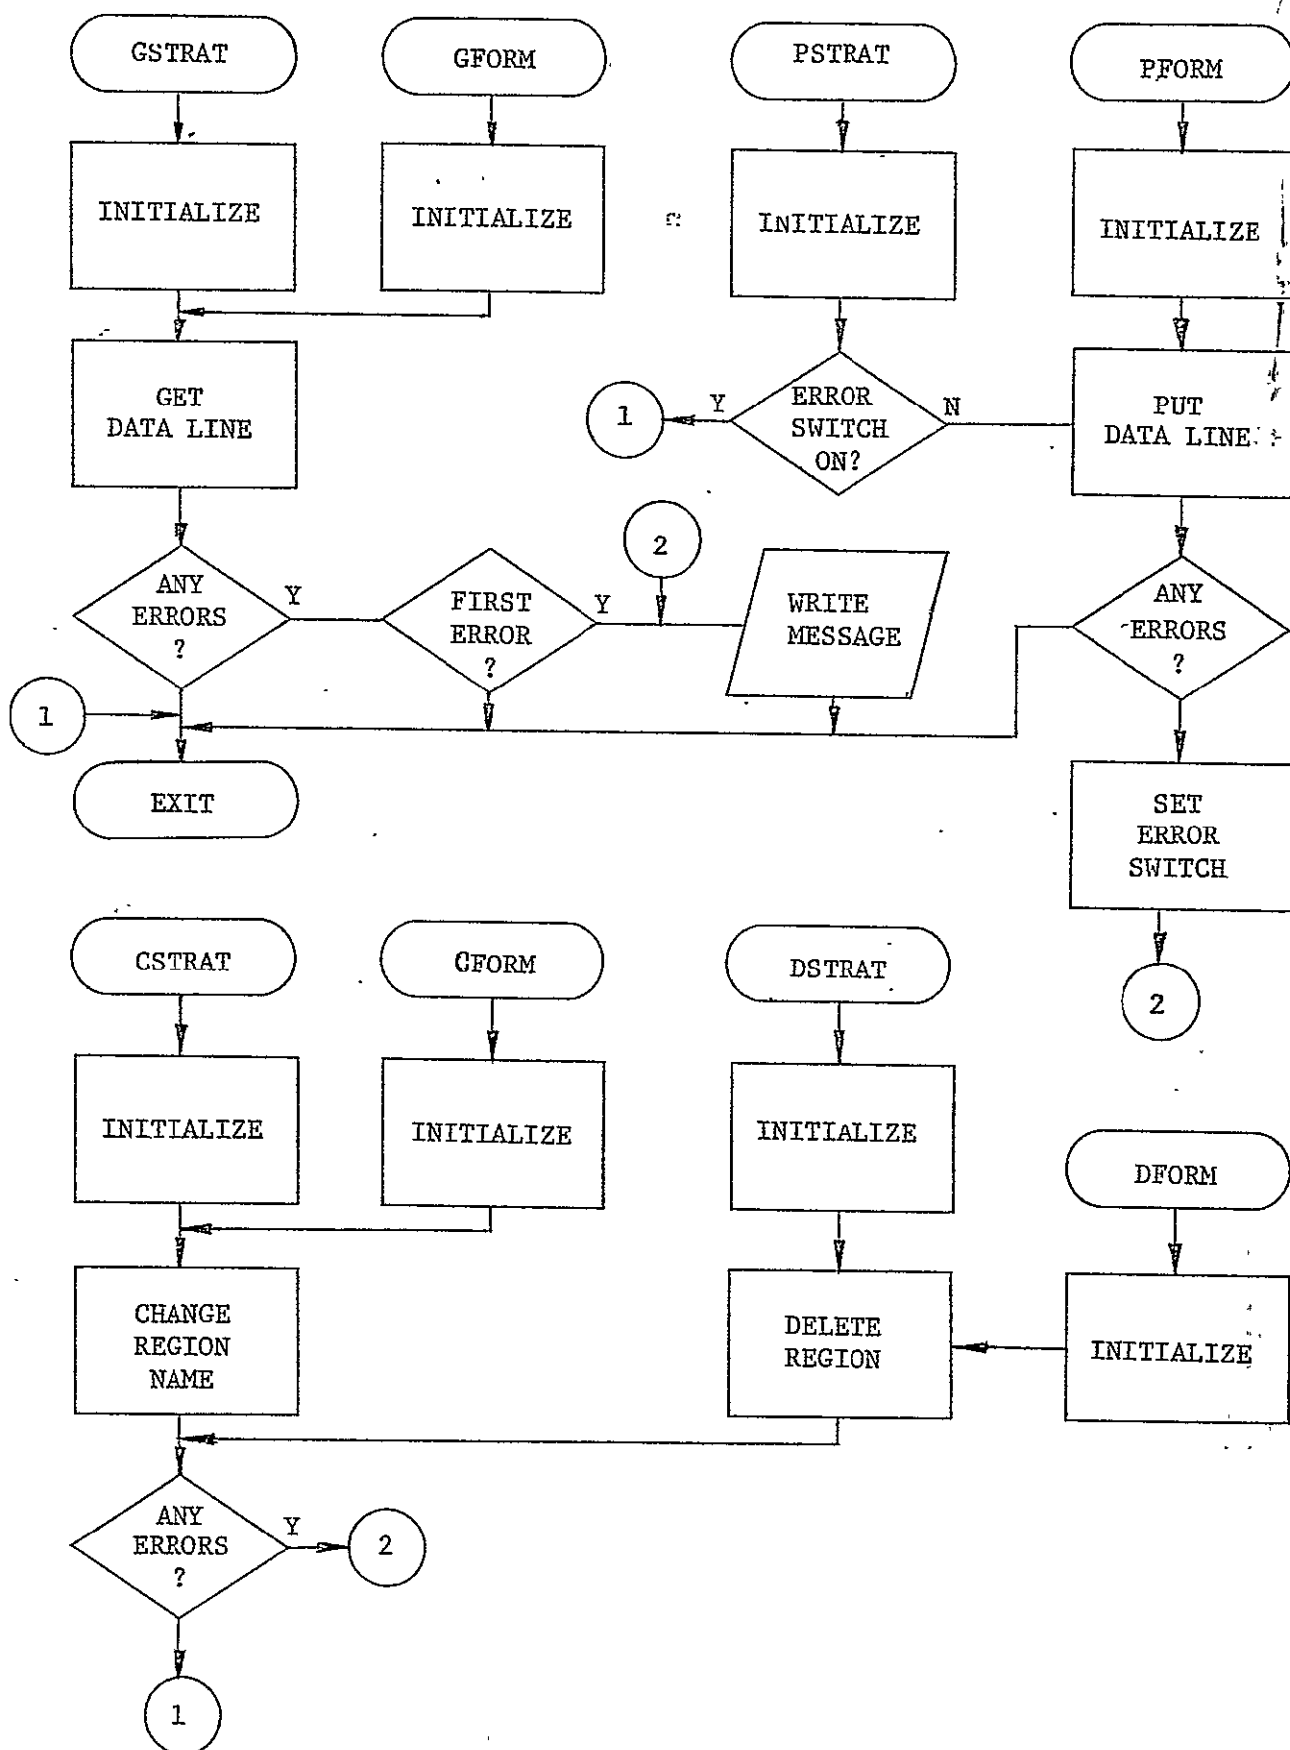 GSTRAT
GFORM
PSTRAT
PFORM
INITIALIZE
INITIALIZE
INITIALIZE
INITIALIZE
GET
DATA LINE
1
Y
ERROR
SWITCH
ON?
N
PUT
DATA LINE
ANY
ERRORS
?
Y
FIRST
ERROR
?
Y
2
WRITE
MESSAGE
ANY
ERRORS
?
1
EXIT
SET
ERROR
SWITCH
2
CSTRAT
CFORM
DSTRAT
INITIALIZE
INITIALIZE
INITIALIZE
DFORM
CHANGE
REGION
NAME
DELETE
REGION
INITIALIZE
ANY
ERRORS
?
Y
2
1